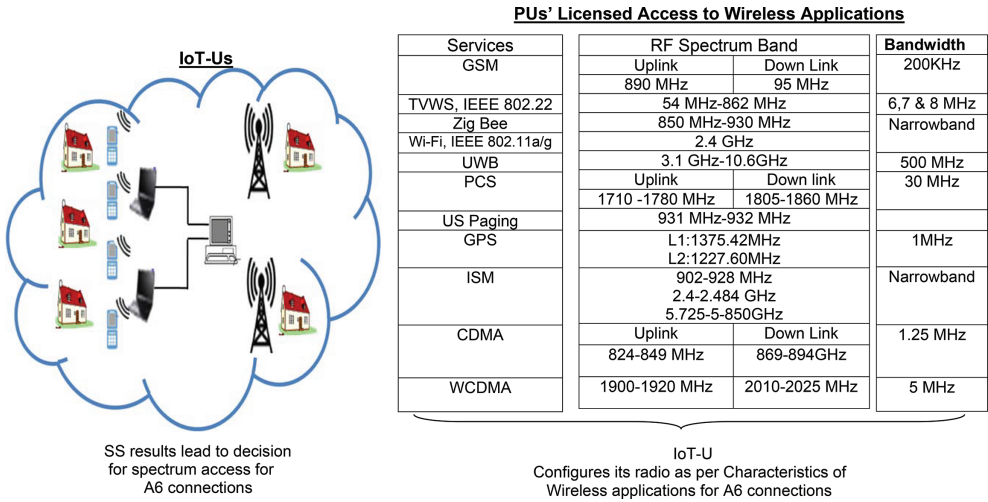 PUs' Licensed Access to Wireless Applications
IoT-Us
Services RF Spectrum Band Bandwidth
GSM Uplink Down Link 200KHz
890 MHz 95 MHz
TVWS, IEEE 802.22 54 MHz-862 MHz 6,7 & 8 MHz
Zig Bee 850 MHz-930 MHz Narrowband
Wi-Fi, IEEE 802.11a/g 2.4 GHz
UWB 3.1 GHz-10.6GHz 500 MHz
PCS Uplink Down link 30 MHz
1710 -1780 MHz 1805-1860 MHz
US Paging 931 MHz-932 MHz
GPS L1:1375.42MHz 1MHz
L2:1227.60MHz
ISM 902-928 MHz Narrowband
2.4-2.484 GHz
5.725-5-850GHz
CDMA Uplink Down Link 1.25 MHz
824-849 MHz 869-894GHz
WCDMA 1900-1920 MHz 2010-2025 MHz 5 MHz
SS results lead to decision
for spectrum access for
A6 connections
IoT-U
Configures its radio as per Characteristics of
Wireless applications for A6 connections